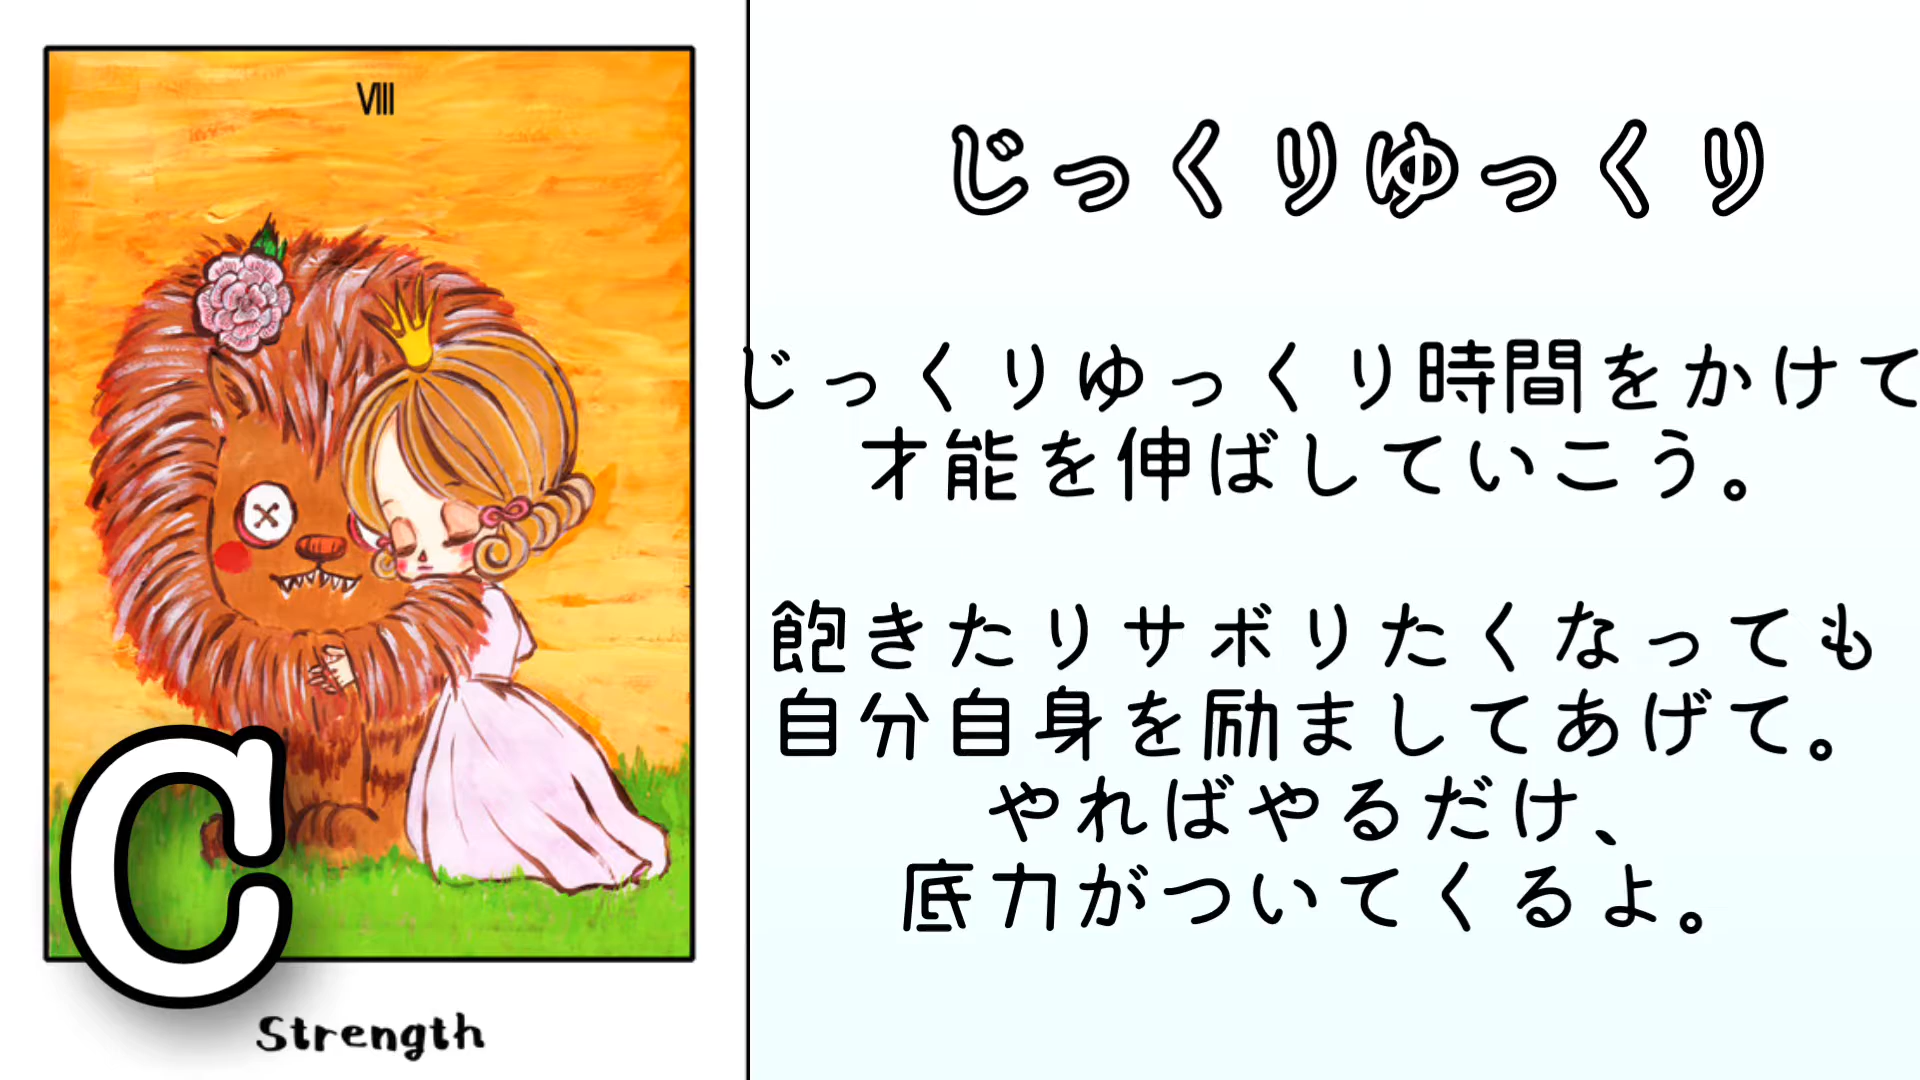 VIII
C
Strength
じっくりゆっくり
じっくりゆっくり時間をかけて
才能を伸ばしていこう。
飽きたりサボりたくなっても
自分自身を励ましてあげて。
やればやるだけ、
底力がついてくるよ。